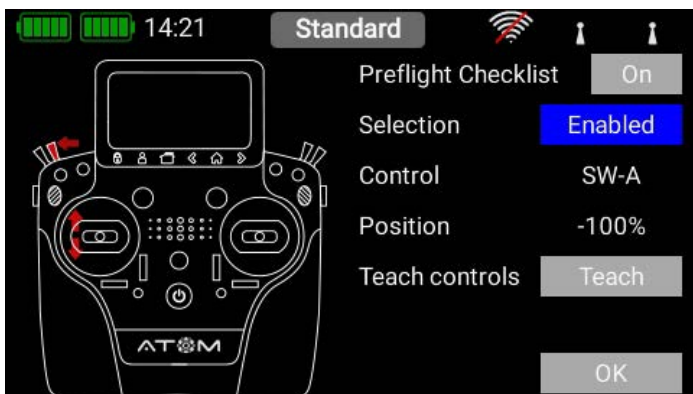 14:21 Standard
Preflight Checklist On
Selection Enabled
Control SW-A
Position -100%
Teach controls Teach
ATOM
OK